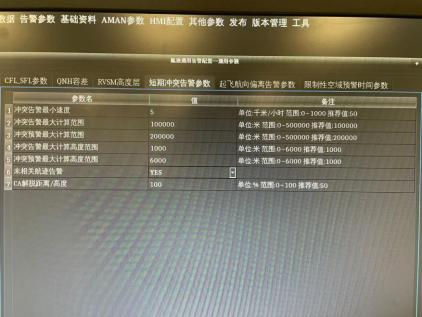 数据 告警参数 基础资料 AMAN参数 HMI配置 其他参数 发布 版本管理 工具
CFL_SFL参数 QNH容差 RVSM高度层 短期冲突告警参数 起飞航向偏离告警参数 限制性空域预警时间参数
参数名 值 备注
1 冲突告警最小速度 5 单位:千米/小时 范围:0~1000 推荐值:50
2 冲突告警最大计算范围 100000 单位:米 范围:0~500000 推荐值:100000
3 冲突预警最大计算范围 200000 单位:米 范围:0~500000 推荐值:200000
4 冲突告警最大计算高度范围 1000 单位:米 范围:0~6000 推荐值:1000
5 冲突预警最大计算高度范围 6000 单位:米 范围:0~6000 推荐值:1000
6 未相关航迹告警 YES
7 CA解脱距离/高度 100 单位:% 范围:0~100 推荐值:50